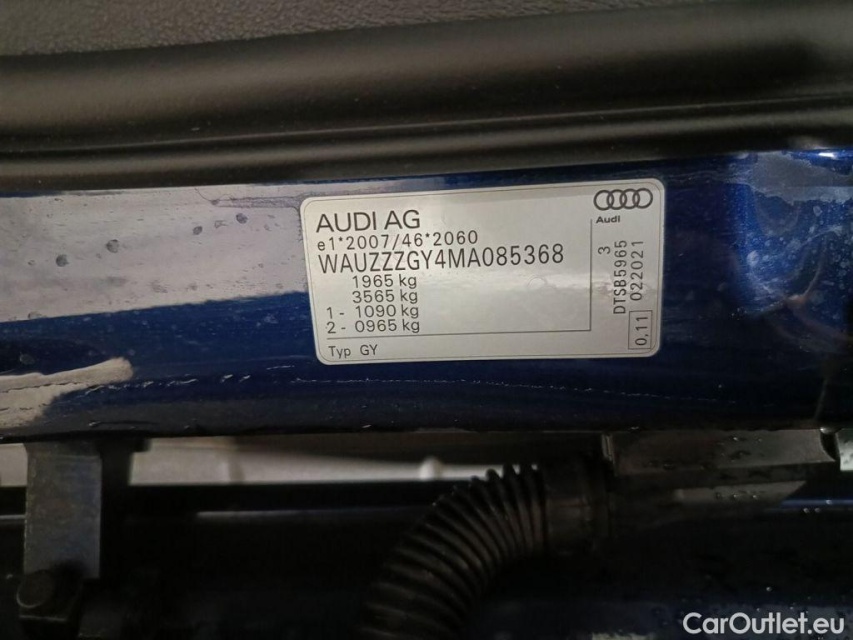 AUDI AG
Audi
e1*2007/46*2060
WAUZZZGY4MA085368
1965 kg
3565 kg
1 - 1090 kg
2 - 0965 kg
Typ GY
3
DTSB5965
022021
0,11
CarOutlet.eu